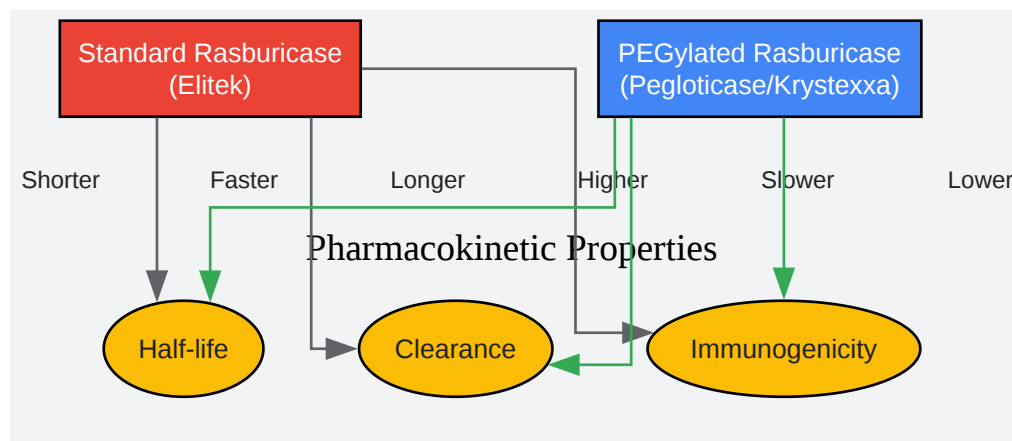 Standard Rasburicase
(Elitek)
PEGylated Rasburicase
(Pegloticase/Krystexxa)
Shorter
Faster
Longer
Higher
Slower
Lower
Pharmacokinetic Properties
Half-life
Clearance
Immunogenicity